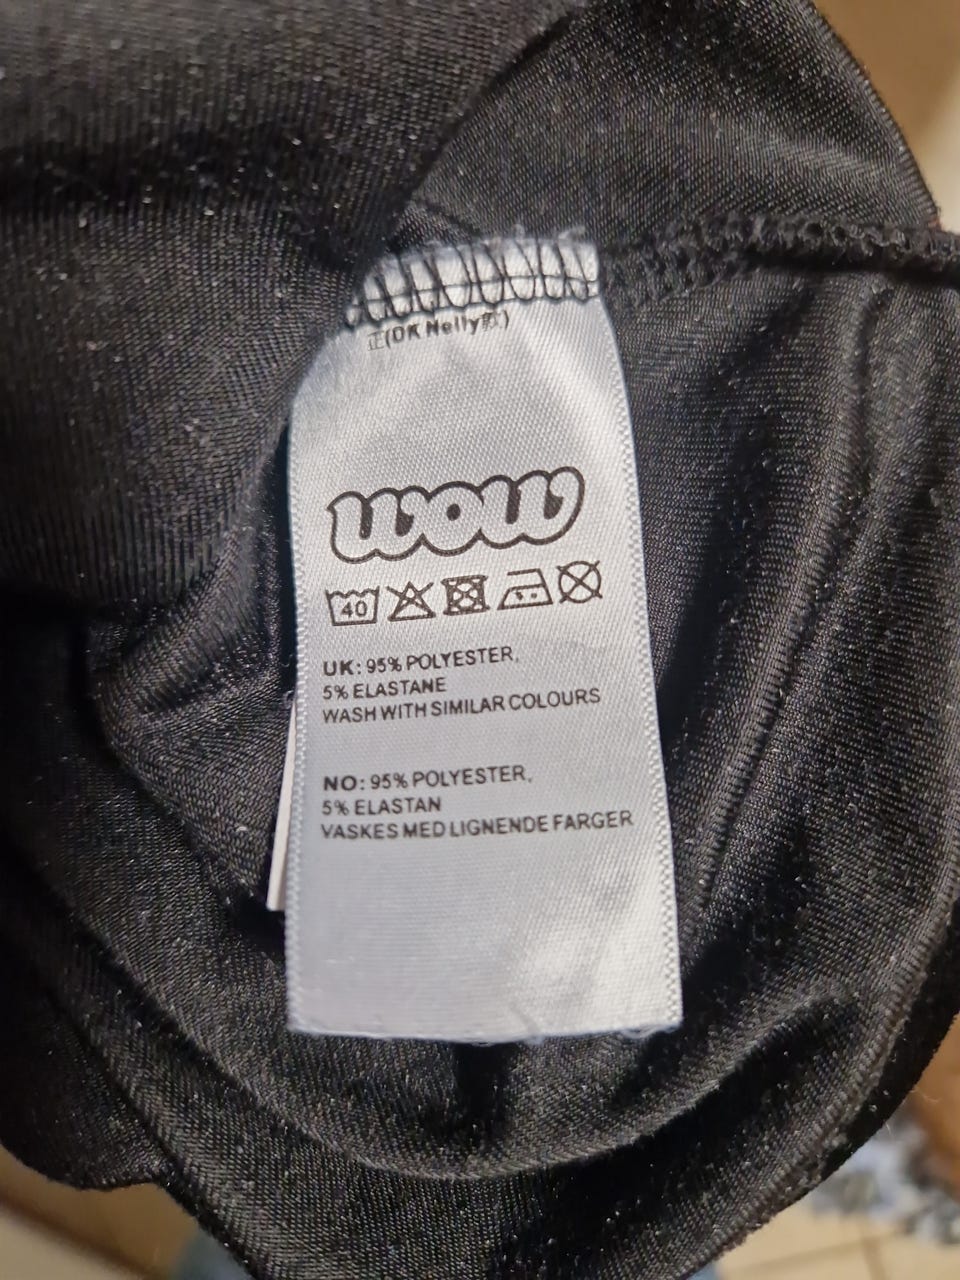 正(DK Nelly款)
WOW
40
UK: 95% POLYESTER,
5% ELASTANE
WASH WITH SIMILAR COLOURS
NO: 95% POLYESTER,
5% ELASTAN
VASKES MED LIGNENDE FARGER